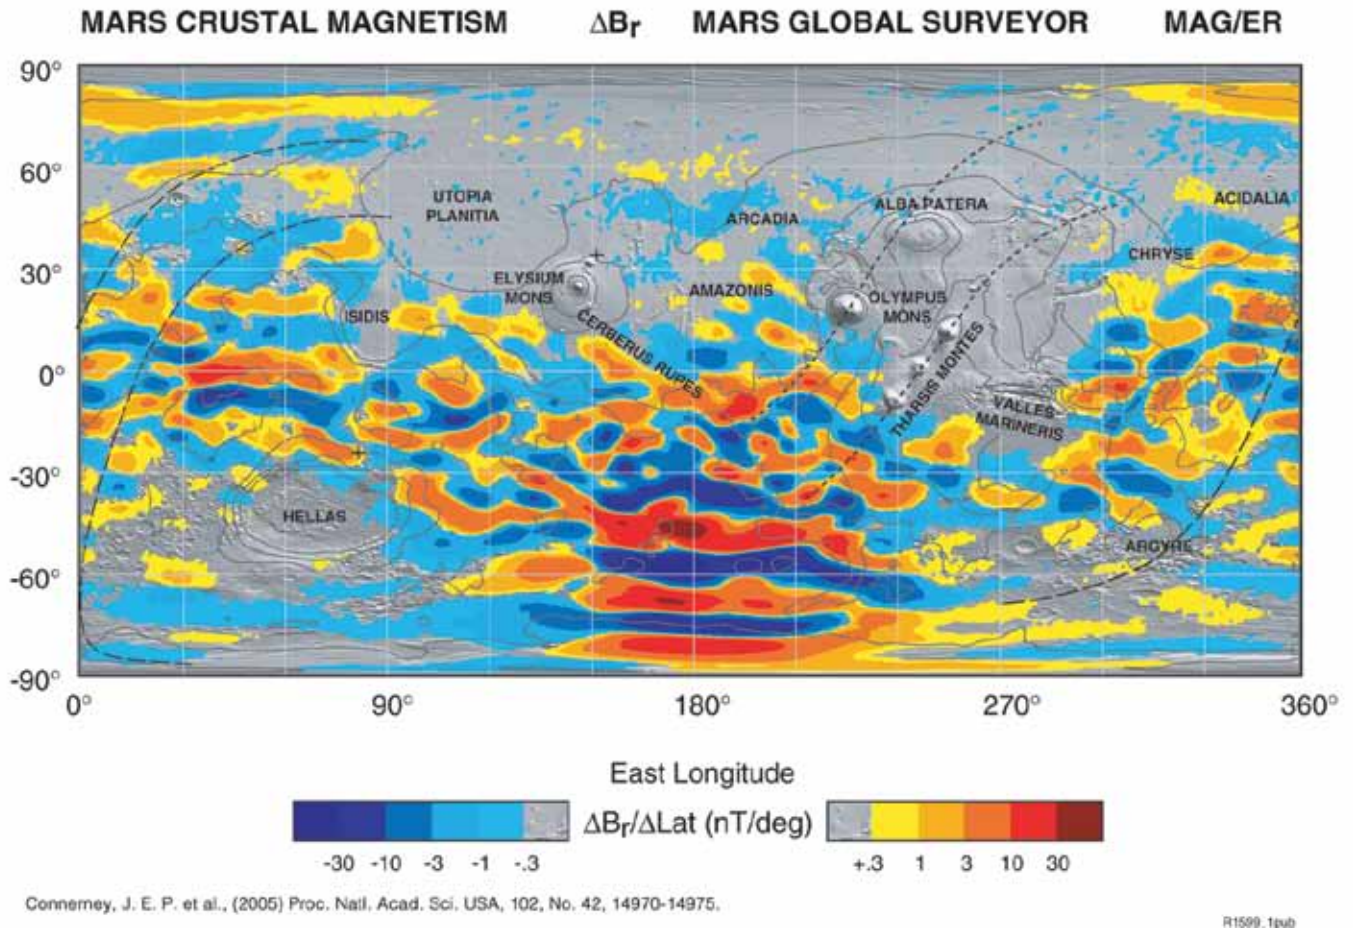 MARS CRUSTAL MAGNETISM ΔBr MARS GLOBAL SURVEYOR MAG/ER
90°
60°
30°
0°
-30°
-60°
-90°
UTOPIA
PLANITIA
ARCADIA
ALBA PATERA
ACIDALIA
CHRYSE
ELYSIUM
MONS
AMAZONIS
OLYMPUS
MONS
ISIDIS
CERBERUS RUPES
THARSIS MONTES
VALLES
MARINERIS
HELLAS
ARGYRE
0° 90° 180° 270° 360°
East Longitude
ΔBr/ΔLat (nT/deg)
-30 -10 -3 -1 -.3 +.3 1 3 10 30
Connerney, J. E. P. et al., (2005) Proc. Natl. Acad. Sci. USA, 102, No. 42, 14970-14975.
R1599_1pub